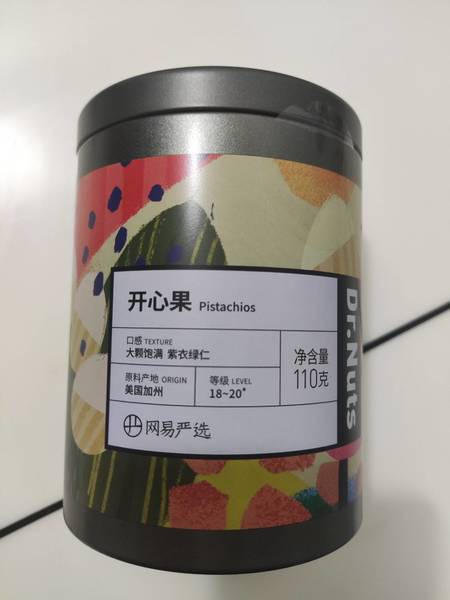 开心果 Pistachios
口感 TEXTURE
大颗饱满 紫衣绿仁
原料产地 ORIGIN
美国加州
等级 LEVEL
18~20*
净含量
110克
网易严选
Dr.Nuts